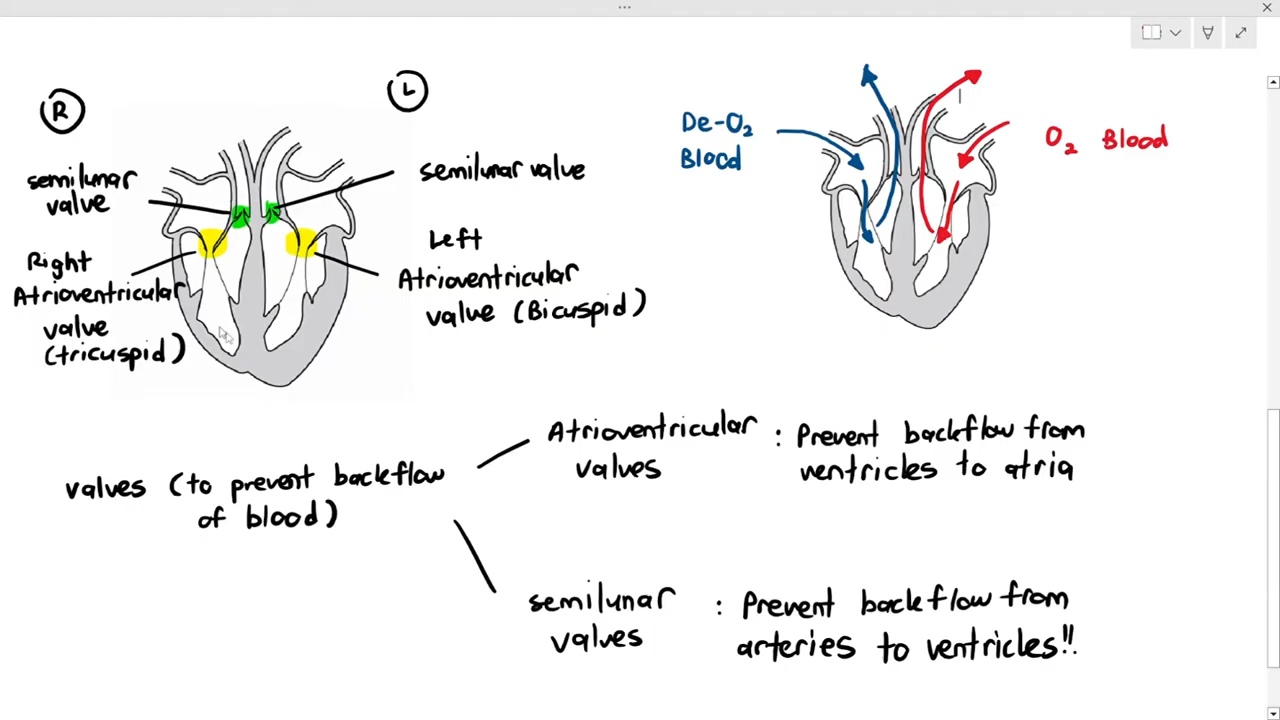 R
L
semilunar
valve
semilunar valve
Right
Atrioventricular
valve
(tricuspid)
Left
Atrioventricular
valve (Bicuspid)
De-O₂
Blood
O₂ Blood
valves (to prevent backflow
of blood)
Atrioventricular
valves
: Prevent backflow from
ventricles to atria
semilunar
valves
: Prevent backflow from
arteries to ventricles!!